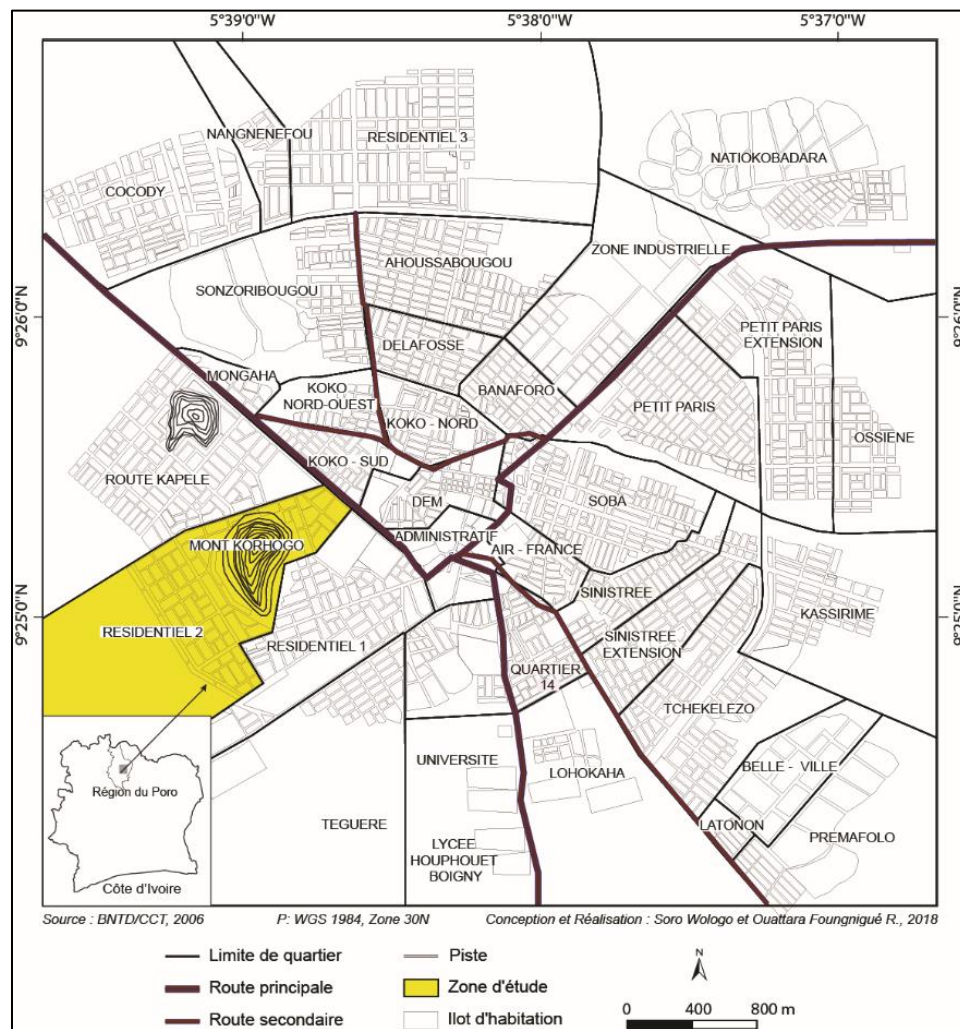 5°39'0"W
5°38'0"W
5°37'0"W
NANGNENEFOU
RESIDENTIEL 3
NATIOKOBADARA
COCODY
ZONE INDUSTRIELLE
AHOUSSABOUGOU
SONZORIBOUGOU
9°26'0"N
9°26'0"N
PETIT PARIS
EXTENSION
DELAFOSSE
MONGAHA
KOKO
NORD-OUEST
BANAFORO
PETIT PARIS
KOKO - NORD
OSSIENE
KOKO - SUD
ROUTE KAPELE
DEM
SOBA
ADMINISTRATIF
MONT KORHOGO
AIR - FRANCE
SINISTREE
9°25'0"N
9°25'0"N
KASSIRIME
RESIDENTIEL 2
SINISTREE
EXTENSION
RESIDENTIEL 1
QUARTIER
14
TCHEKELEZO
UNIVERSITE
LOHOKAHA
BELLE - VILLE
Région du Poro
TEGUERE
LATONON
PREMAFOLO
LYCEE
HOUPHOUET
BOIGNY
Côte d'Ivoire
Source : BNTD/CCT, 2006
P: WGS 1984, Zone 30N
Conception et Réalisation : Soro Wologo et Ouattara Foungnigué R., 2018
Limite de quartier
Piste
N
Route principale
Zone d'étude
Route secondaire
Ilot d'habitation
0 400 800 m